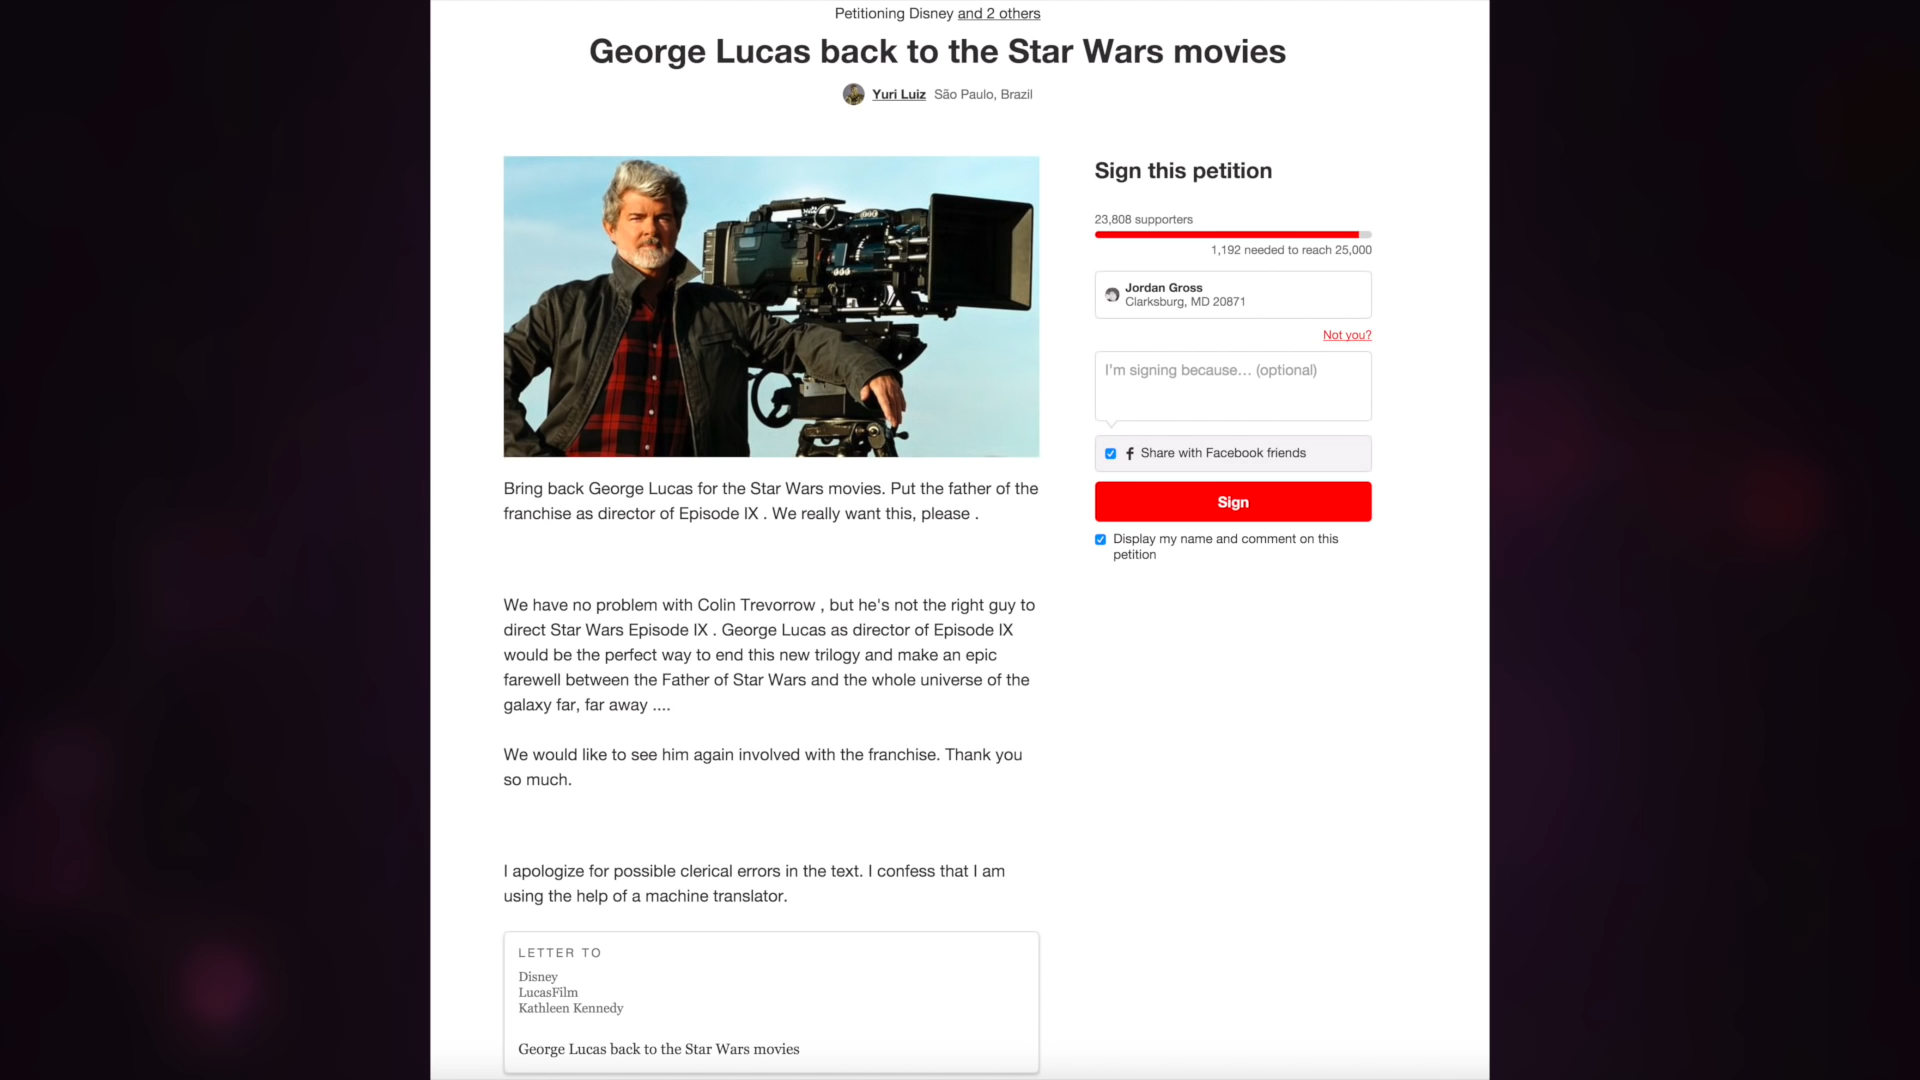 Petitioning Disney and 2 others
George Lucas back to the Star Wars movies
Yuri Luiz São Paulo, Brazil
Bring back George Lucas for the Star Wars movies. Put the father of the
franchise as director of Episode IX . We really want this, please .
We have no problem with Colin Trevorrow , but he's not the right guy to
direct Star Wars Episode IX . George Lucas as director of Episode IX
would be the perfect way to end this new trilogy and make an epic
farewell between the Father of Star Wars and the whole universe of the
galaxy far, far away ....
We would like to see him again involved with the franchise. Thank you
so much.
I apologize for possible clerical errors in the text. I confess that I am
using the help of a machine translator.
LETTER TO
Disney
LucasFilm
Kathleen Kennedy
George Lucas back to the Star Wars movies
Sign this petition
23,808 supporters
1,192 needed to reach 25,000
Jordan Gross
Clarksburg, MD 20871
Not you?
I'm signing because... (optional)
Share with Facebook friends
Sign
Display my name and comment on this
petition